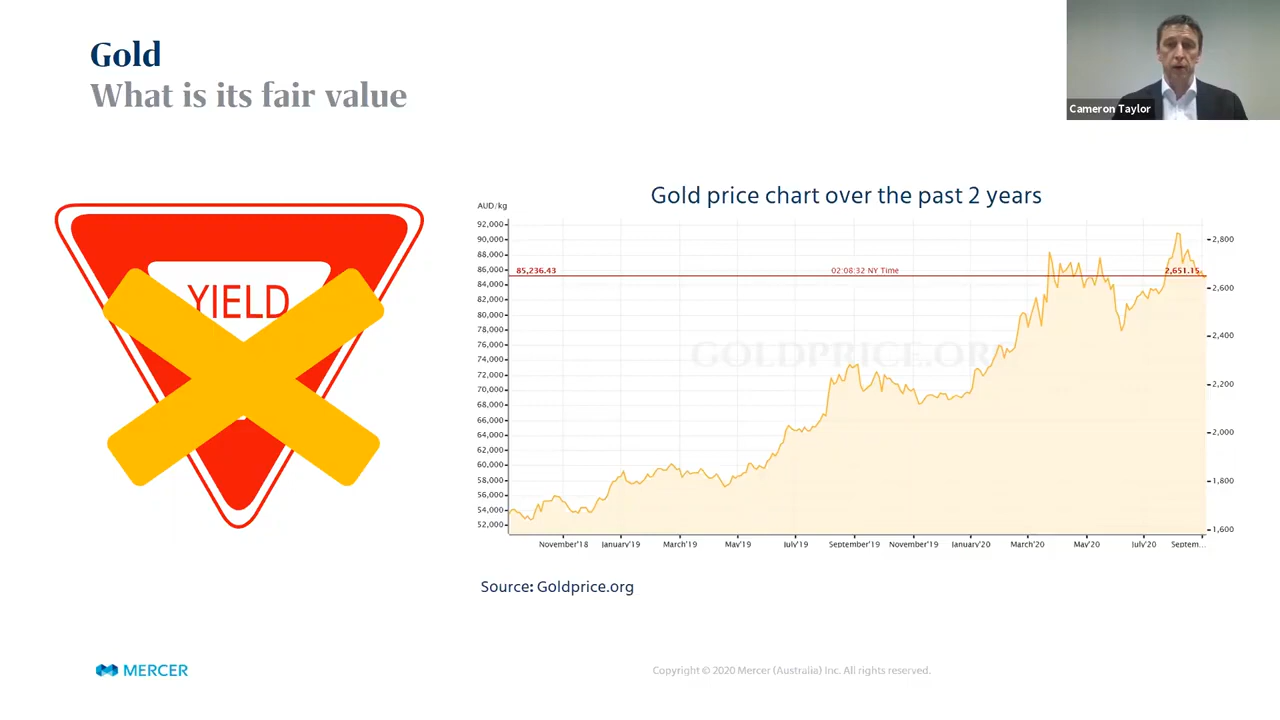 Gold
What is its fair value
Cameron Taylor
YIELD
Gold price chart over the past 2 years
AUD/kg
92,000
90,000
88,000
86,000
84,000
82,000
80,000
78,000
76,000
74,000
72,000
70,000
68,000
66,000
64,000
62,000
60,000
58,000
56,000
54,000
52,000
85,236.43
02:08:32 NY Time
2,651.15
GOLDPRICE.OR
2,800
2,600
2,400
2,200
2,000
1,800
1,600
November'18 January'19 March'19 May'19 July'19 September'19 November'19 January'20 March'20 May'20 July'20 Septem...
Source: Goldprice.org
MERCER
Copyright © 2020 Mercer (Australia) Inc. All rights reserved.